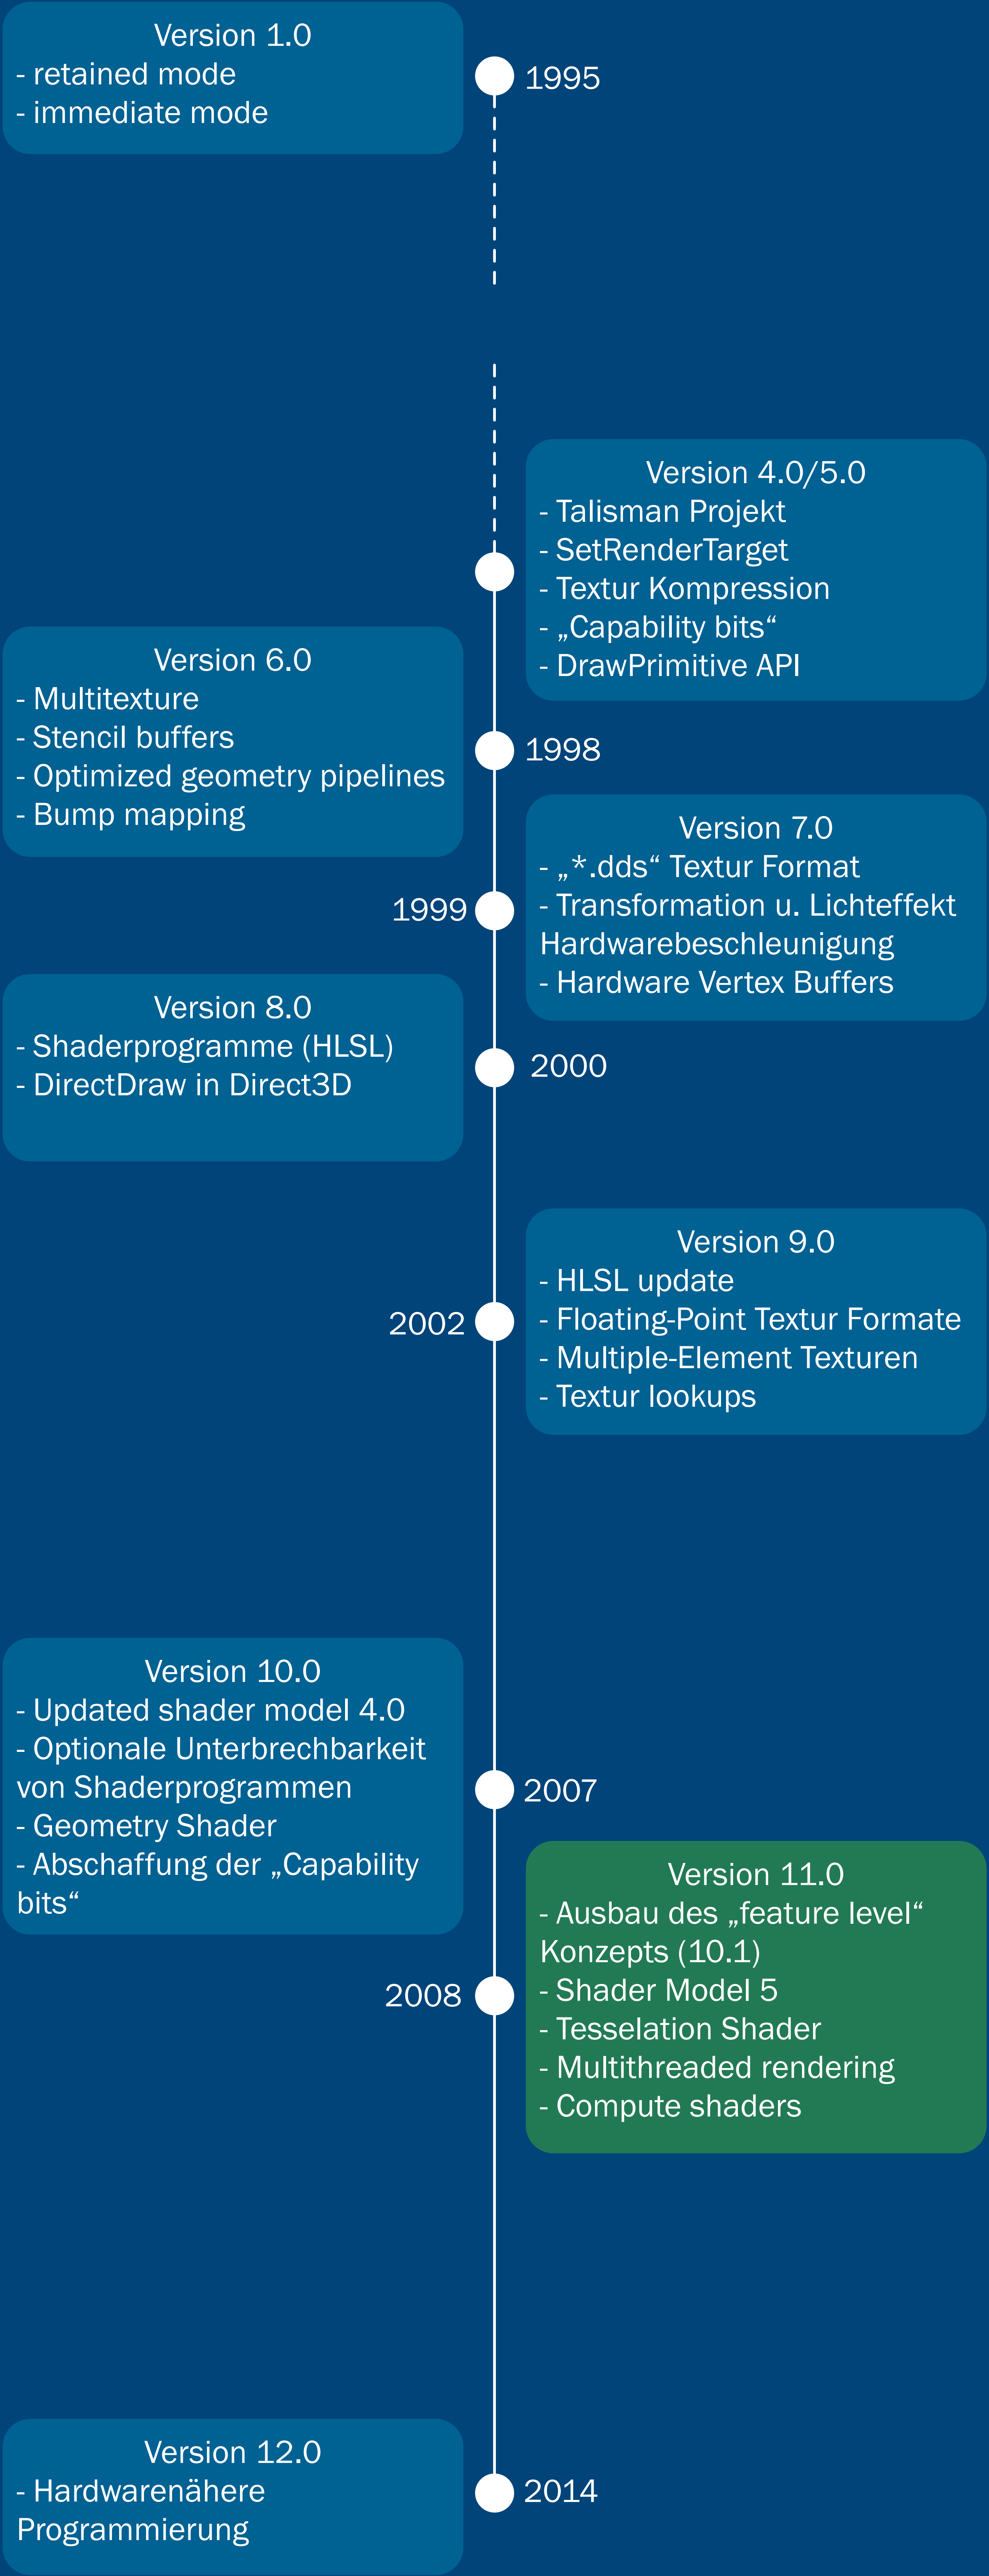 Version 1.0
- retained mode
- immediate mode
1995
Version 4.0/5.0
- Talisman Projekt
- SetRenderTarget
- Textur Kompression
- „Capability bits“
- DrawPrimitive API
Version 6.0
- Multitexture
- Stencil buffers
- Optimized geometry pipelines
- Bump mapping
1998
Version 7.0
- „*.dds“ Textur Format
- Transformation u. Lichteffekt
Hardwarebeschleunigung
- Hardware Vertex Buffers
1999
Version 8.0
- Shaderprogramme (HLSL)
- DirectDraw in Direct3D
2000
Version 9.0
- HLSL update
- Floating-Point Textur Formate
- Multiple-Element Texturen
- Textur lookups
2002
Version 10.0
- Updated shader model 4.0
- Optionale Unterbrechbarkeit
von Shaderprogrammen
- Geometry Shader
- Abschaffung der „Capability
bits“
2007
Version 11.0
- Ausbau des „feature level“
Konzepts (10.1)
- Shader Model 5
- Tesselation Shader
- Multithreaded rendering
- Compute shaders
2008
Version 12.0
- Hardwarenähere
Programmierung
2014